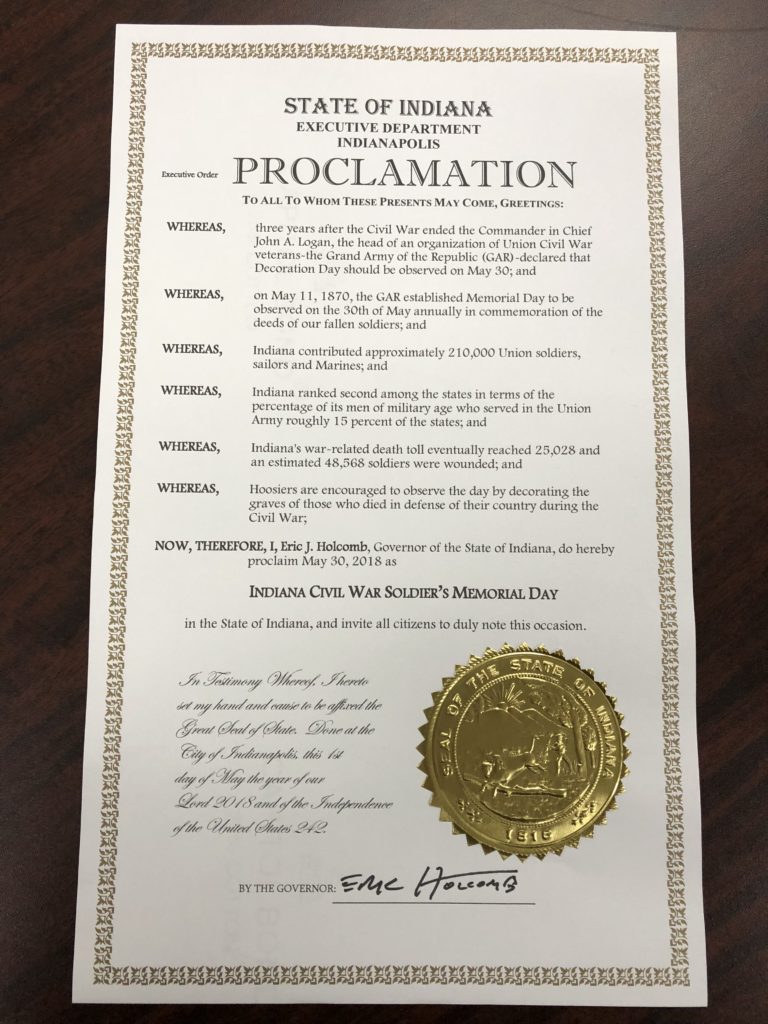 STATE OF INDIANA
EXECUTIVE DEPARTMENT
INDIANAPOLIS
Executive Order PROCLAMATION
TO ALL TO WHOM THESE PRESENTS MAY COME, GREETINGS:
WHEREAS, three years after the Civil War ended the Commander in Chief
John A. Logan, the head of an organization of Union Civil War
veterans-the Grand Army of the Republic (GAR)-declared that
Decoration Day should be observed on May 30; and
WHEREAS, on May 11, 1870, the GAR established Memorial Day to be
observed on the 30th of May annually in commemoration of the
deeds of our fallen soldiers; and
WHEREAS, Indiana contributed approximately 210,000 Union soldiers,
sailors and Marines; and
WHEREAS, Indiana ranked second among the states in terms of the
percentage of its men of military age who served in the Union
Army roughly 15 percent of the states; and
WHEREAS, Indiana's war-related death toll eventually reached 25,028 and
an estimated 48,568 soldiers were wounded; and
WHEREAS, Hoosiers are encouraged to observe the day by decorating the
graves of those who died in defense of their country during the
Civil War;
NOW, THEREFORE, I, Eric J. Holcomb, Governor of the State of Indiana, do hereby
proclaim May 30, 2018 as
INDIANA CIVIL WAR SOLDIER'S MEMORIAL DAY
in the State of Indiana, and invite all citizens to duly note this occasion.
In Testimony Whereof, I hereto
set my hand and cause to be affixed the
Great Seal of State. Done at the
City of Indianapolis, this 1st
day of May the year of our
Lord 2018 and of the Independence
of the United States 242.
SEAL OF THE STATE OF INDIANA
1816
BY THE GOVERNOR: Eric Holcomb